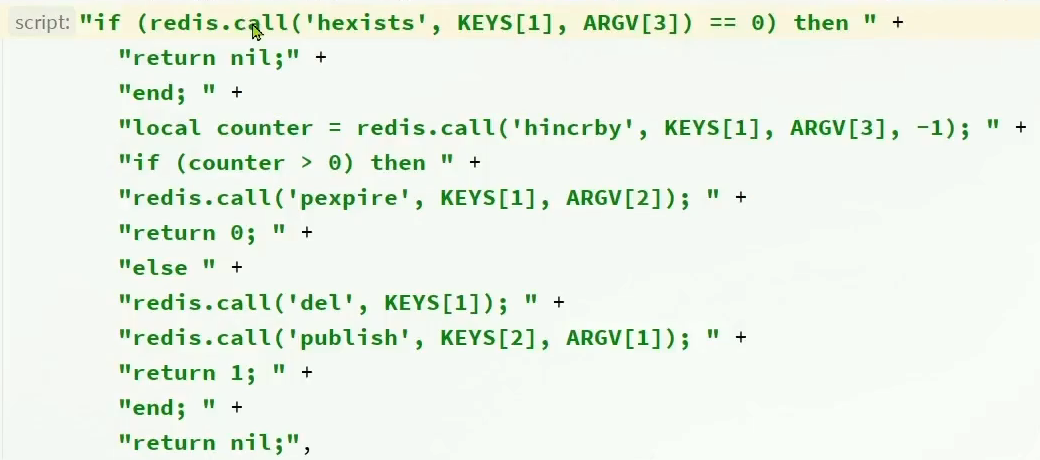 script: "if (redis.call('hexists', KEYS[1], ARGV[3]) == 0) then " +
"return nil;" +
"end; " +
"local counter = redis.call('hincrby', KEYS[1], ARGV[3], -1); " +
"if (counter > 0) then " +
"redis.call('pexpire', KEYS[1], ARGV[2]); " +
"return 0; " +
"else " +
"redis.call('del', KEYS[1]); " +
"redis.call('publish', KEYS[2], ARGV[1]); " +
"return 1; " +
"end; " +
"return nil;",